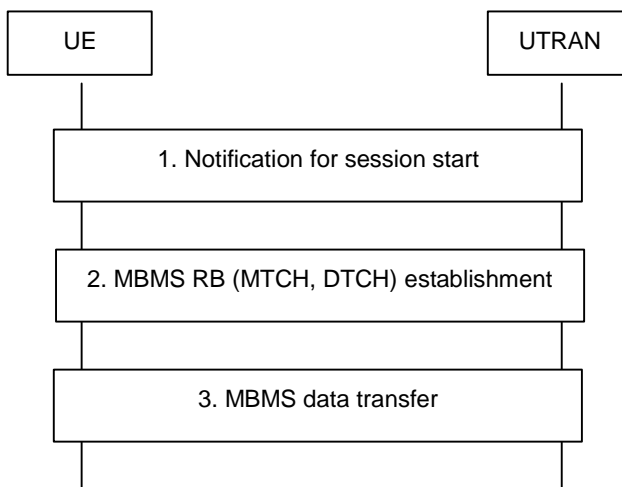 UE
UTRAN
1. Notification for session start
2. MBMS RB (MTCH, DTCH) establishment
3. MBMS data transfer